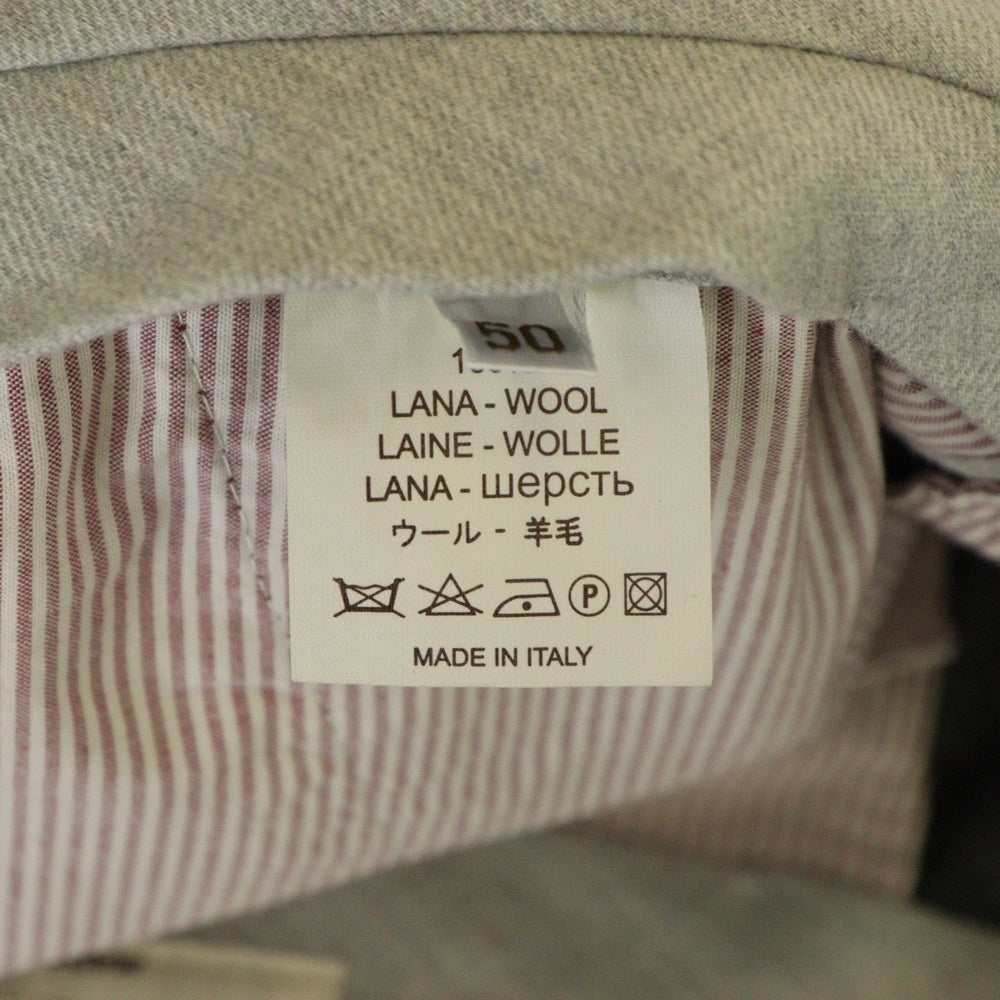 50
LANA - WOOL
LAINE - WOLLE
LANA - шерсть
ウール - 羊毛
P
MADE IN ITALY